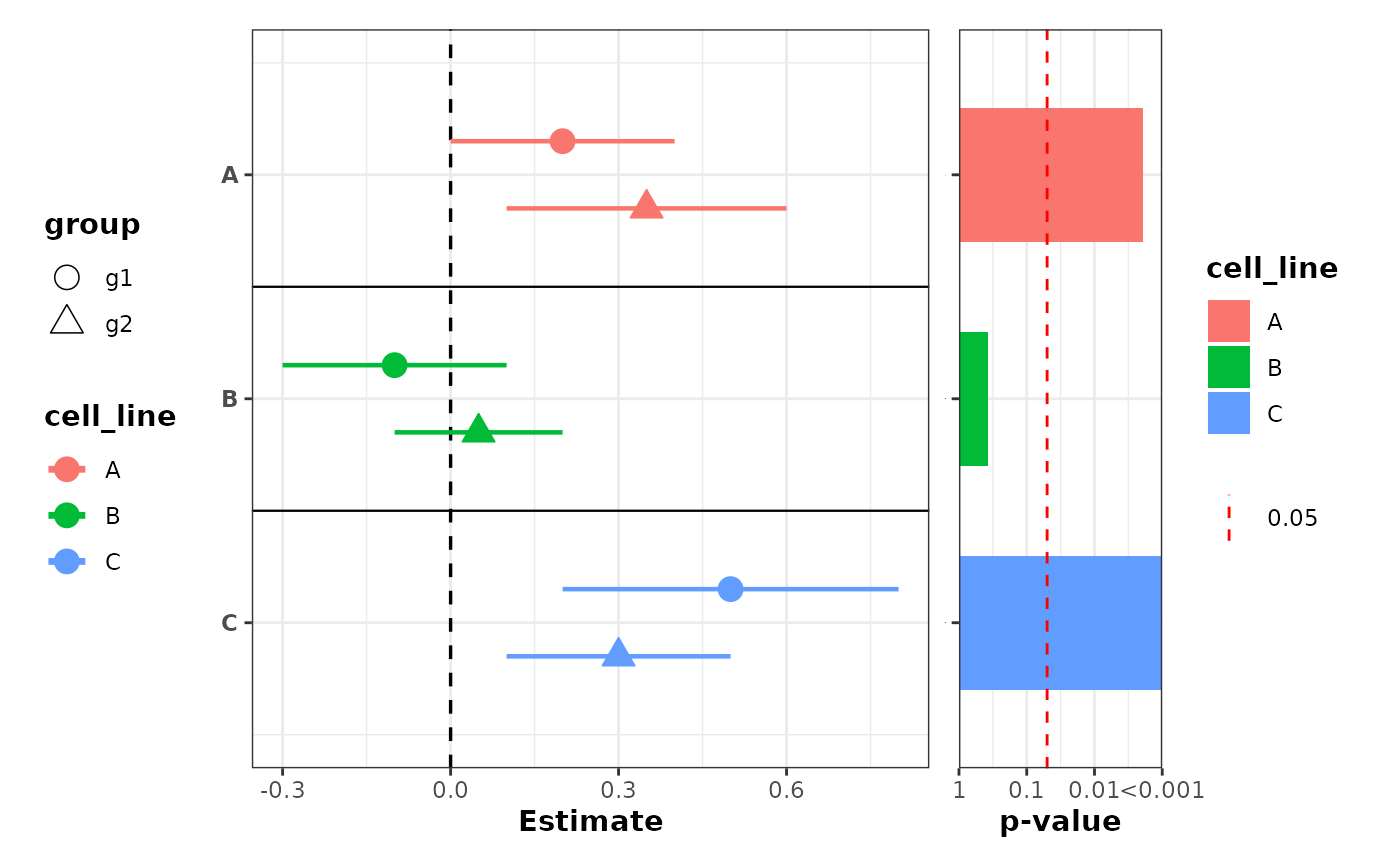 group
g1
g2
cell_line
A
B
C
A
B
C
-0.3 0.0 0.3 0.6
Estimate
1 0.1 0.01 <0.001
p-value
cell_line
A
B
C
0.05